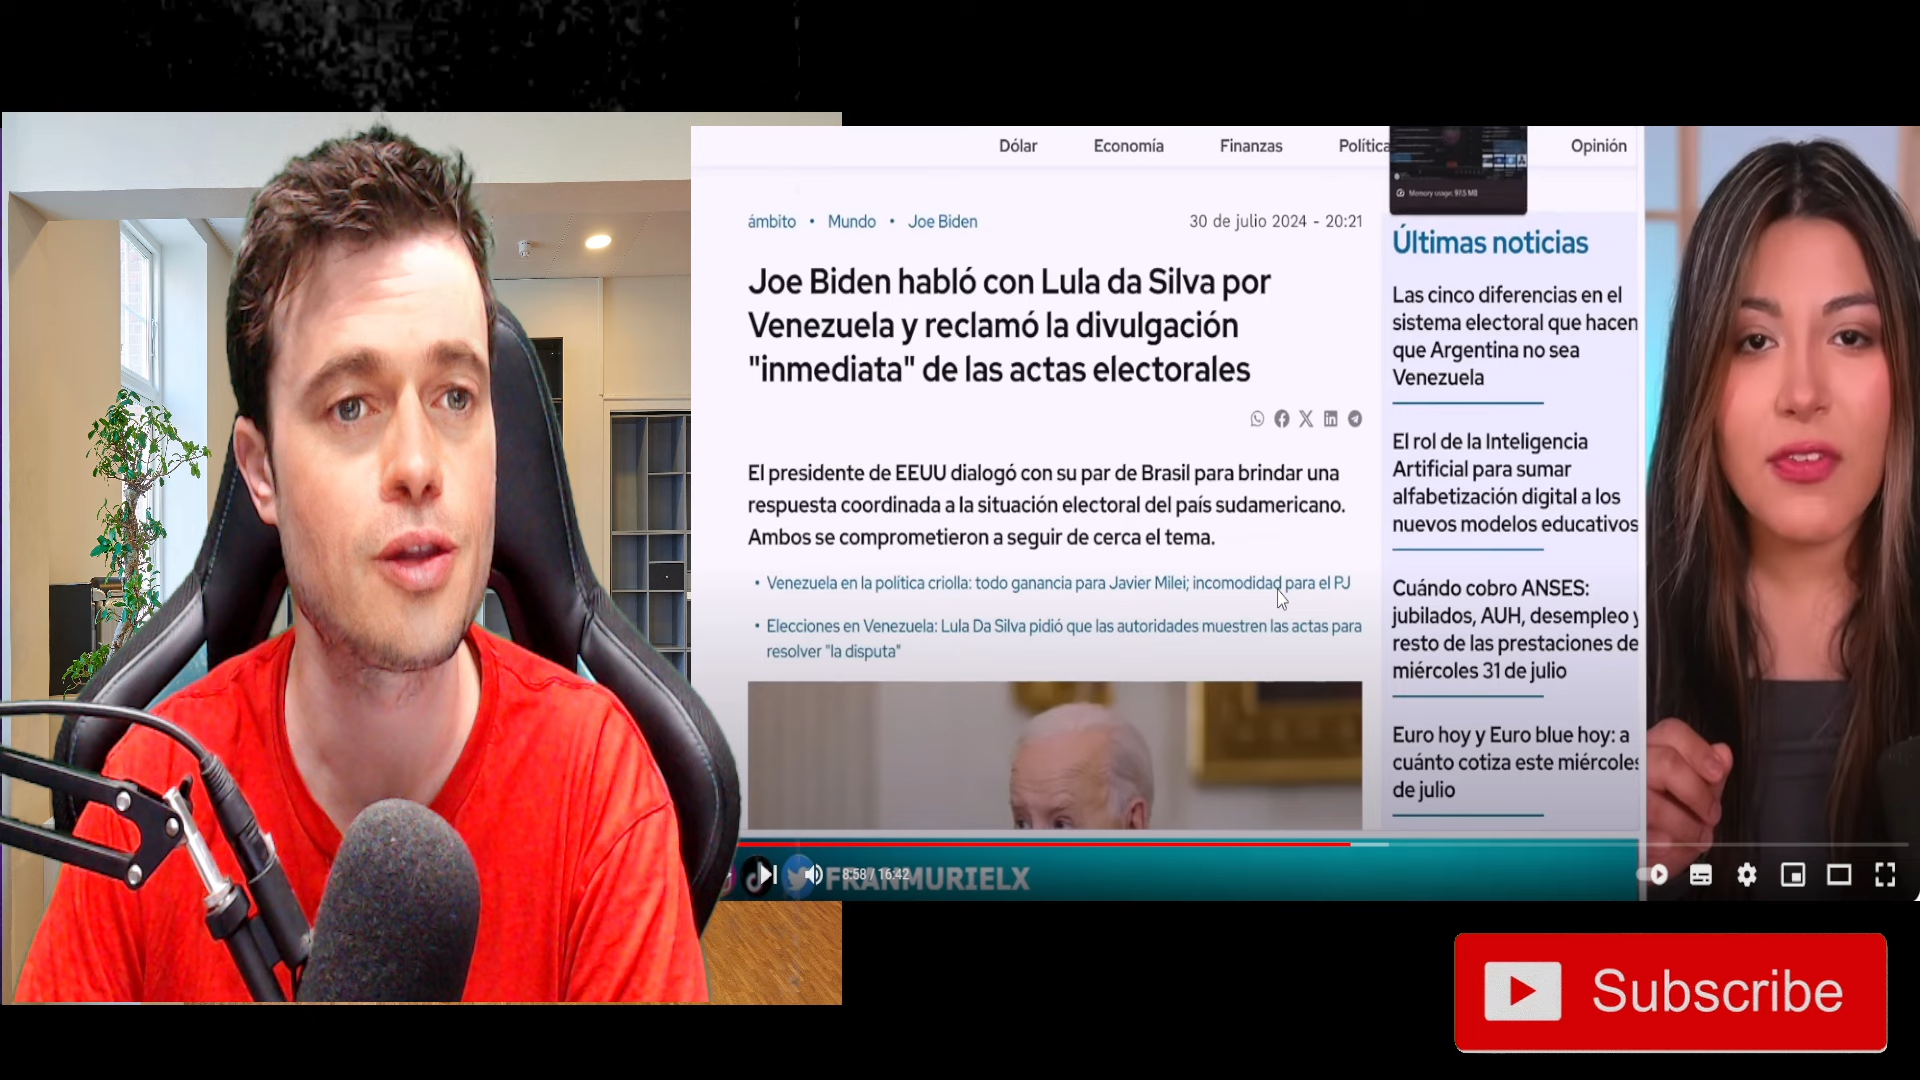 Dólar Economía Finanzas Política Opinión
Memory usage: 97.5 MB
ámbito • Mundo • Joe Biden 30 de julio 2024 - 20:21
Joe Biden habló con Lula da Silva por
Venezuela y reclamó la divulgación
"inmediata" de las actas electorales
El presidente de EEUU dialogó con su par de Brasil para brindar una
respuesta coordinada a la situación electoral del país sudamericano.
Ambos se comprometieron a seguir de cerca el tema.
• Venezuela en la política criolla: todo ganancia para Javier Milei; incomodidad para el PJ
• Elecciones en Venezuela: Lula Da Silva pidió que las autoridades muestren las actas para
resolver "la disputa"
Últimas noticias
Las cinco diferencias en el
sistema electoral que hacen
que Argentina no sea
Venezuela
El rol de la Inteligencia
Artificial para sumar
alfabetización digital a los
nuevos modelos educativos
Cuándo cobro ANSES:
jubilados, AUH, desempleo y
resto de las prestaciones de
miércoles 31 de julio
Euro hoy y Euro blue hoy: a
cuánto cotiza este miércoles
de julio
8:58 / 16:42
FRANMURIELX
Subscribe